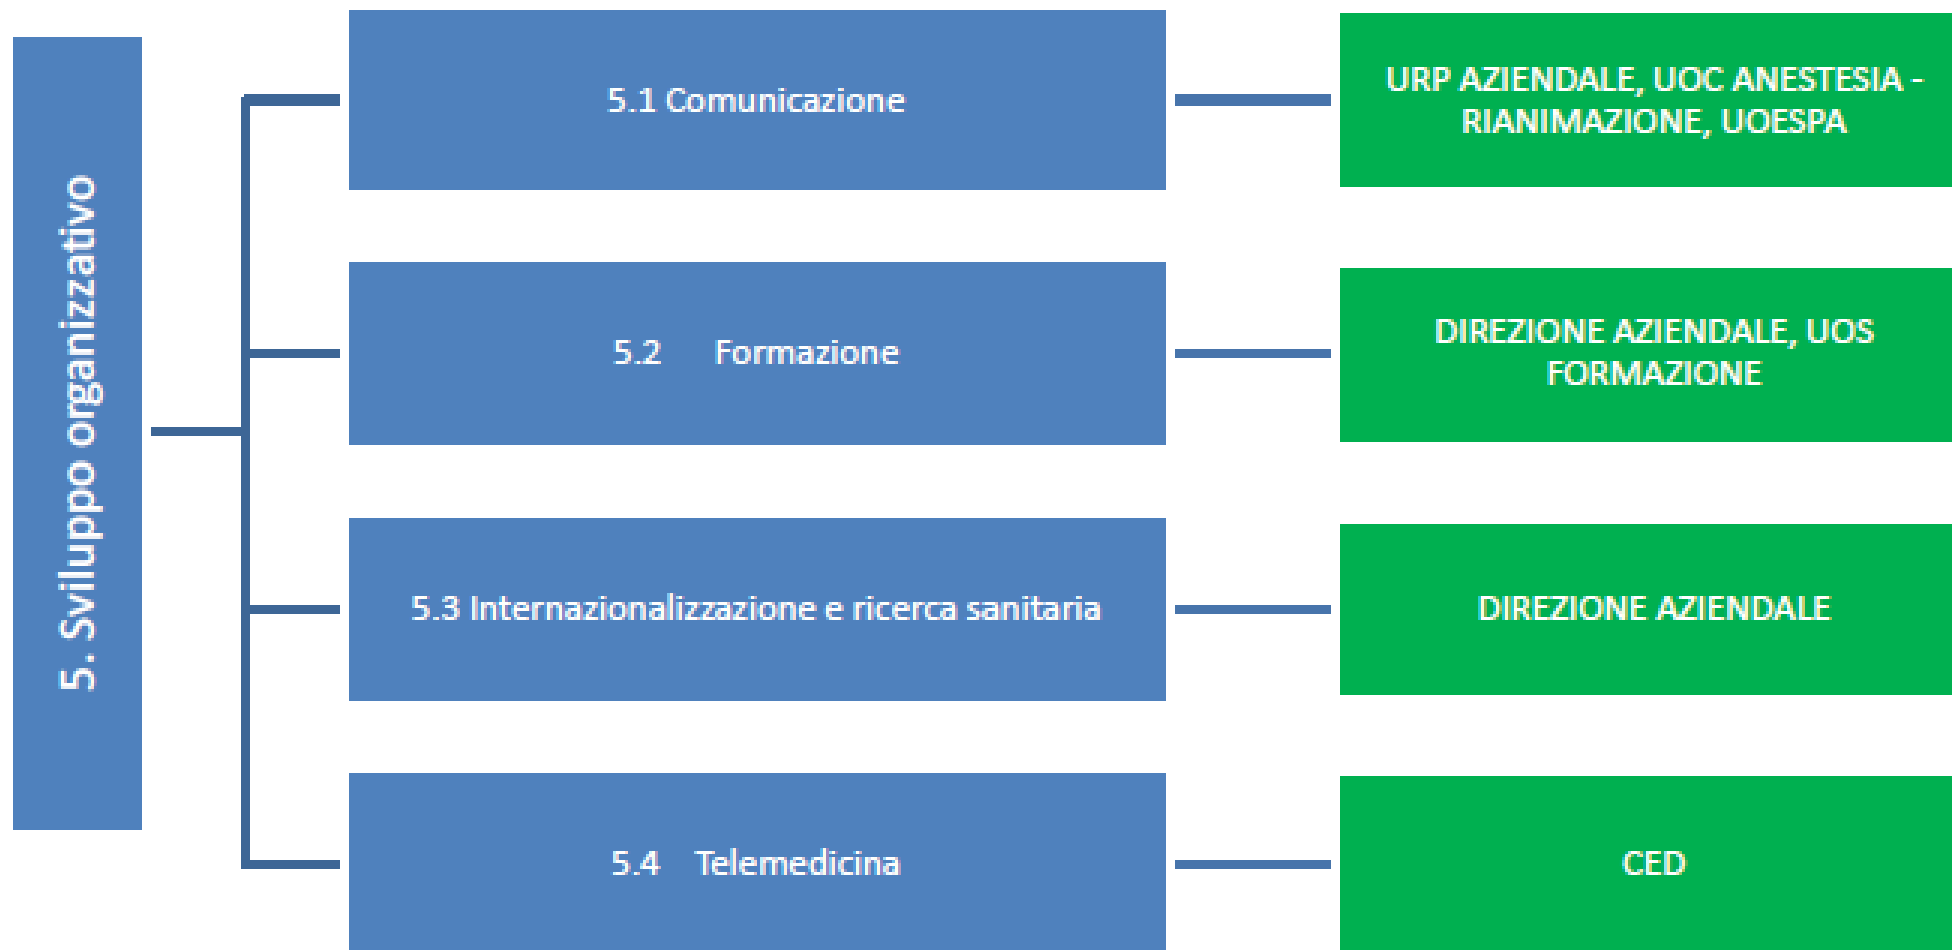 5. Sviluppo organizzativo
5.1 Comunicazione
URP AZIENDALE, UOC ANESTESIA -
RIANIMAZIONE, UOESPA
5.2 Formazione
DIREZIONE AZIENDALE, UOS
FORMAZIONE
5.3 Internazionalizzazione e ricerca sanitaria
DIREZIONE AZIENDALE
5.4 Telemedicina
CED